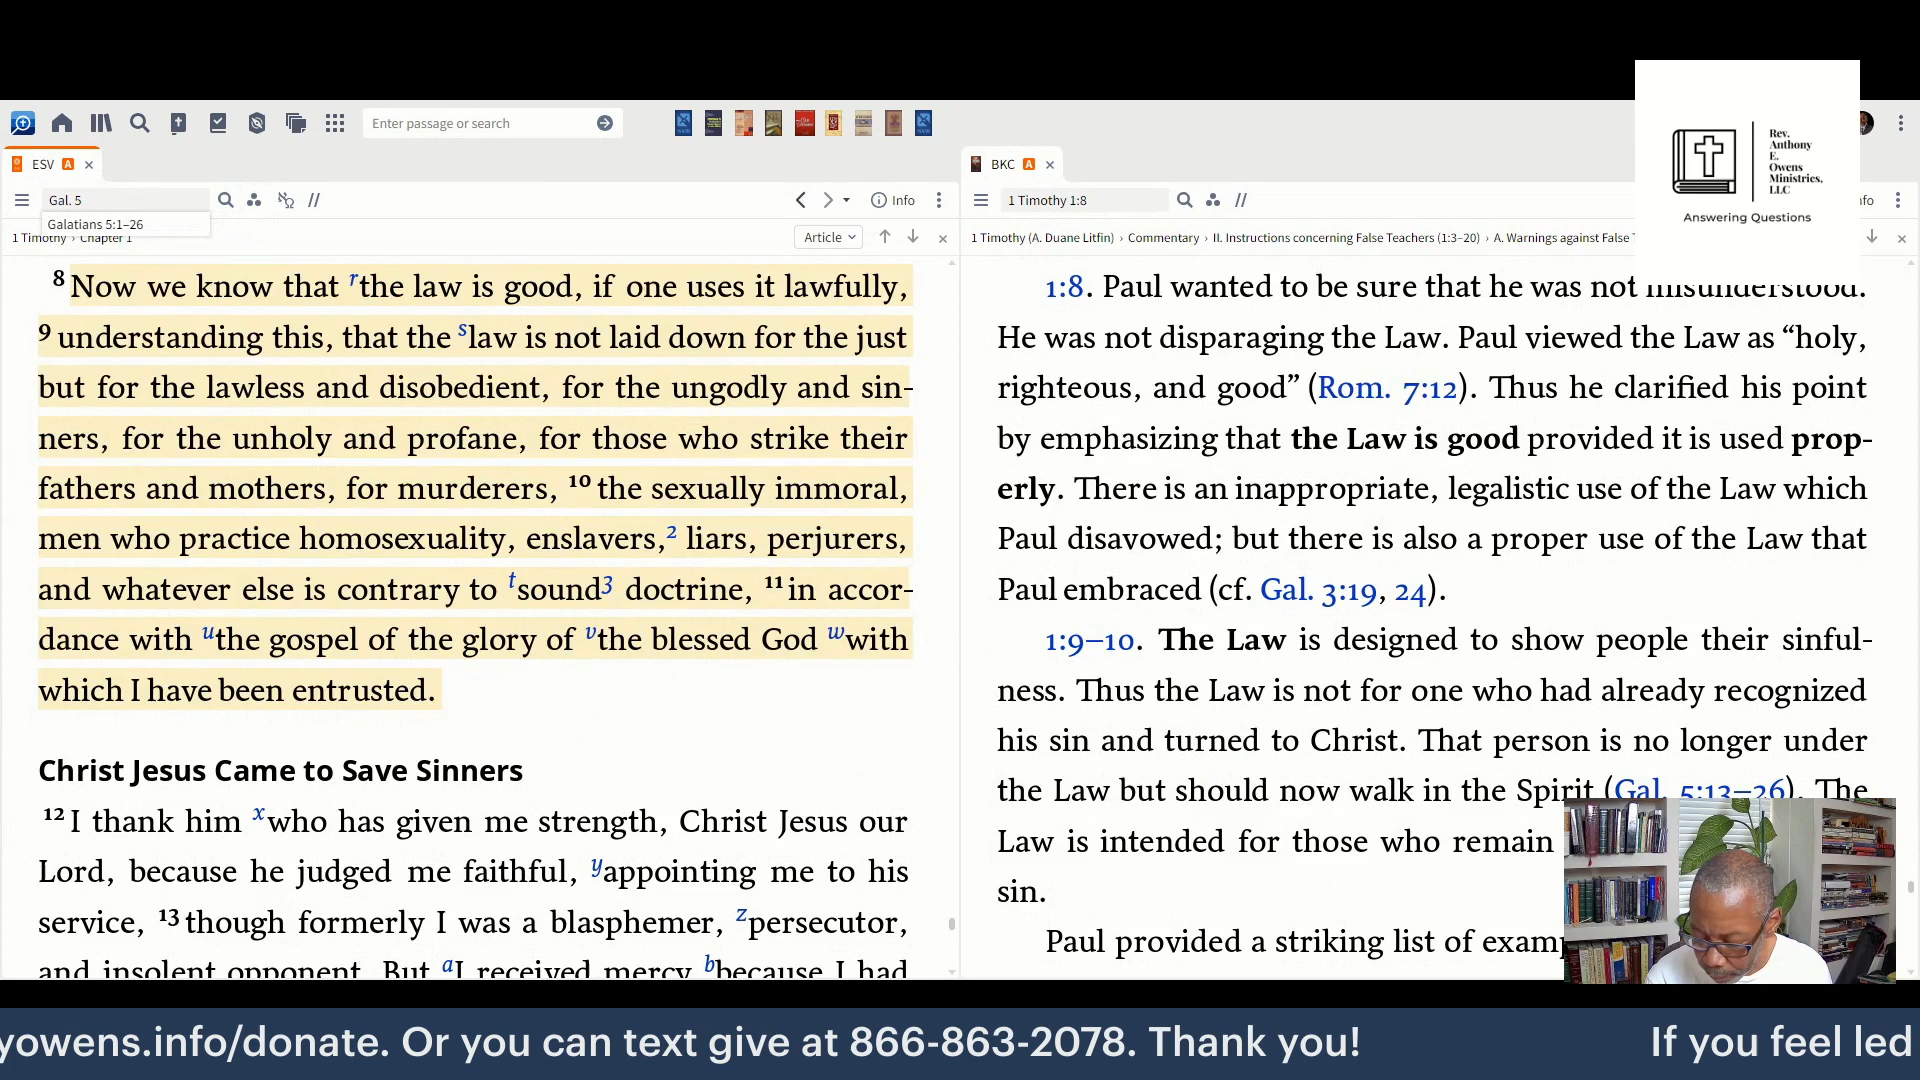 Enter passage or search
ESV A
BKC A
Gal. 5
Info
Galatians 5:1–26
1 Timothy › Chapter 1
Article
1 Timothy 1:8
1 Timothy (A. Duane Litfin) › Commentary › II. Instructions concerning False Teachers (1:3–20) › A. Warnings against False T
Rev.
Anthony
E.
Owens
Ministries,
LLC
Answering Questions
8 Now we know that r the law is good, if one uses it lawfully,
9 understanding this, that the s law is not laid down for the just
but for the lawless and disobedient, for the ungodly and sin-
ners, for the unholy and profane, for those who strike their
fathers and mothers, for murderers, 10 the sexually immoral,
men who practice homosexuality, enslavers,2 liars, perjurers,
and whatever else is contrary to t sound3 doctrine, 11 in accor-
dance with u the gospel of the glory of v the blessed God w with
which I have been entrusted.
Christ Jesus Came to Save Sinners
12 I thank him x who has given me strength, Christ Jesus our
Lord, because he judged me faithful, y appointing me to his
service, 13 though formerly I was a blasphemer, z persecutor,
and insolent opponent. But a I received mercy b because I had
1:8. Paul wanted to be sure that he was not misunderstood.
He was not disparaging the Law. Paul viewed the Law as “holy,
righteous, and good” (Rom. 7:12). Thus he clarified his point
by emphasizing that the Law is good provided it is used prop-
erly. There is an inappropriate, legalistic use of the Law which
Paul disavowed; but there is also a proper use of the Law that
Paul embraced (cf. Gal. 3:19, 24).
1:9–10. The Law is designed to show people their sinful-
ness. Thus the Law is not for one who had already recognized
his sin and turned to Christ. That person is no longer under
the Law but should now walk in the Spirit (Gal. 5:13–26). The
Law is intended for those who remain
sin.
Paul provided a striking list of examp
yowens.info/donate. Or you can text give at 866-863-2078. Thank you!
If you feel led